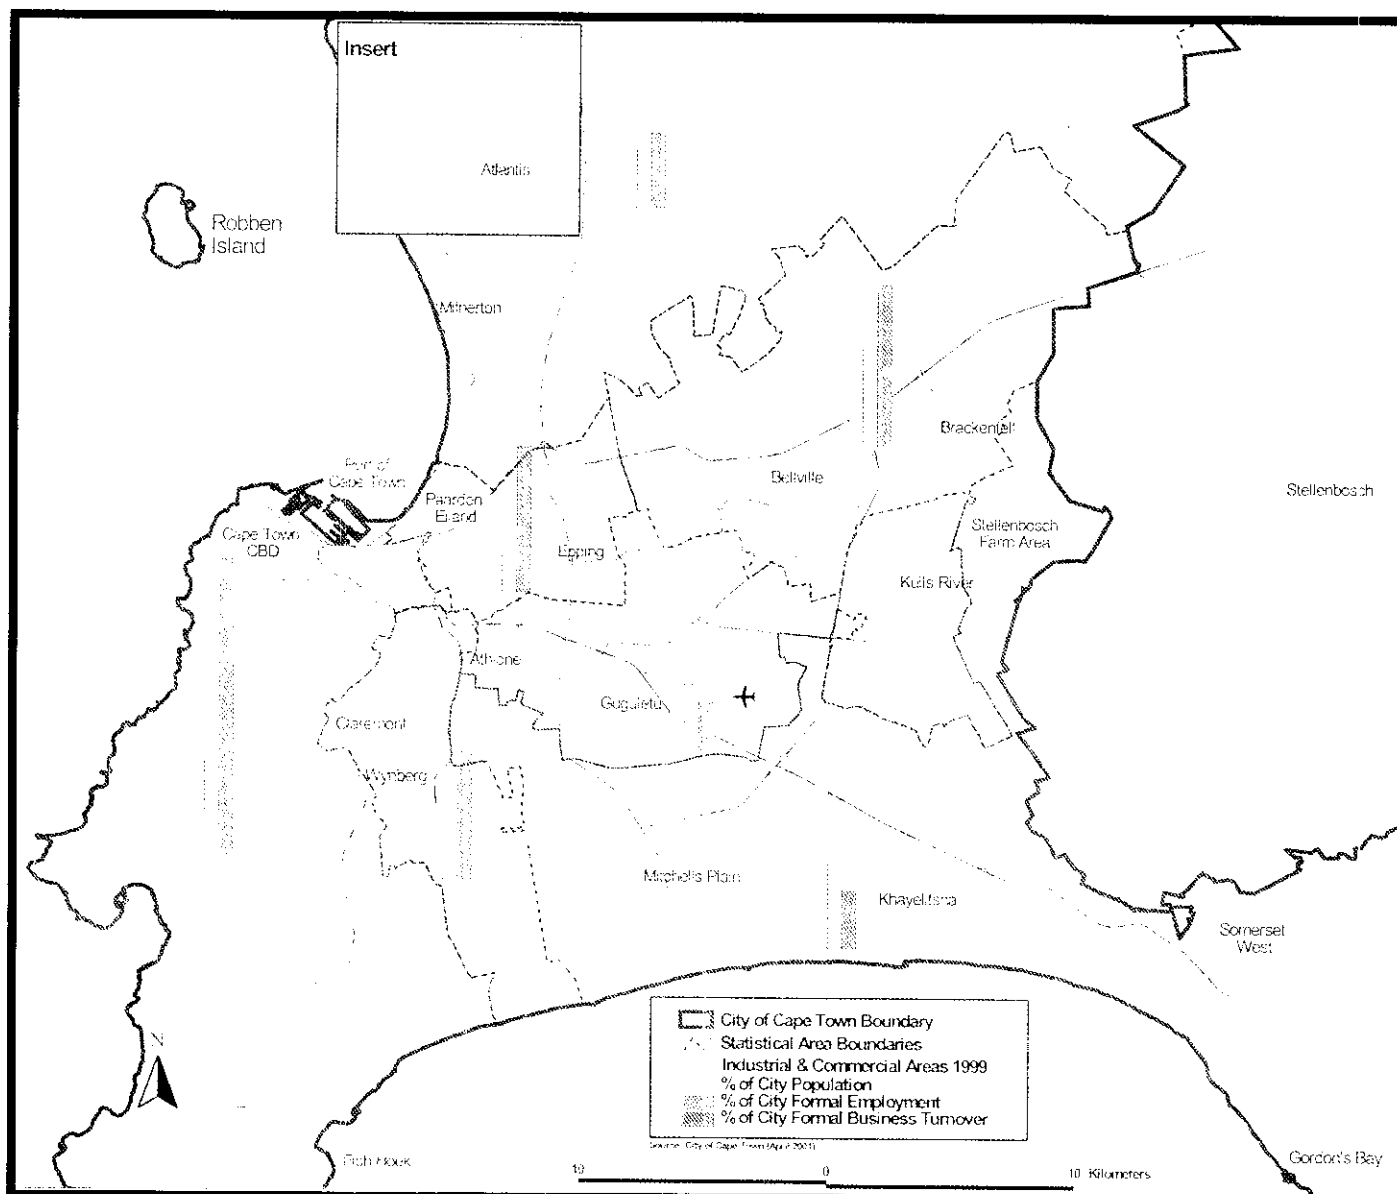 Insert
Atlantis
Robben
Island
Milnerton
Brackenfell
Port of
Cape Town
Bellville
Stellenbosch
Paarden
Eiland
Cape Town
CBD
Epping
Stellenbosch
Farm Area
Kuils River
Athlone
Guguletu
Claremont
Wynberg
Mitchells Plain
Khayelitsha
Somerset
West
N
City of Cape Town Boundary
Statistical Area Boundaries
Industrial & Commercial Areas 1999
% of City Population
% of City Formal Employment
% of City Formal Business Turnover
Source: City of Cape Town (April 2001)
Fish Hoek
Gordon's Bay
10 0 10 Kilometers